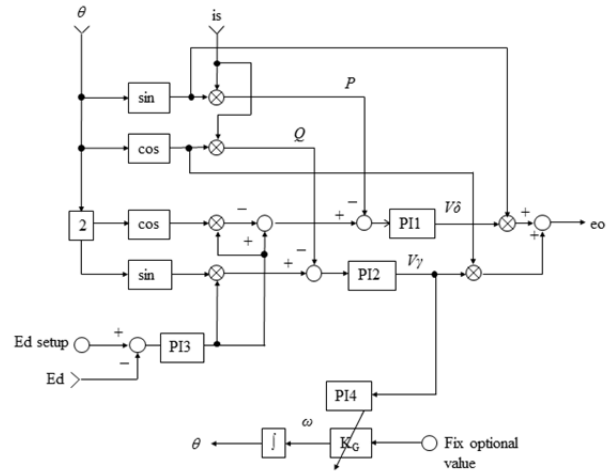 θ
is
sin
P
cos
Q
2
cos
−
+
+
−
PI1
Vδ
+
+
eo
sin
+
−
PI2
Vγ
Ed setup
+
−
PI3
Ed
PI4
θ
∫
ω
K_G
Fix optional
value